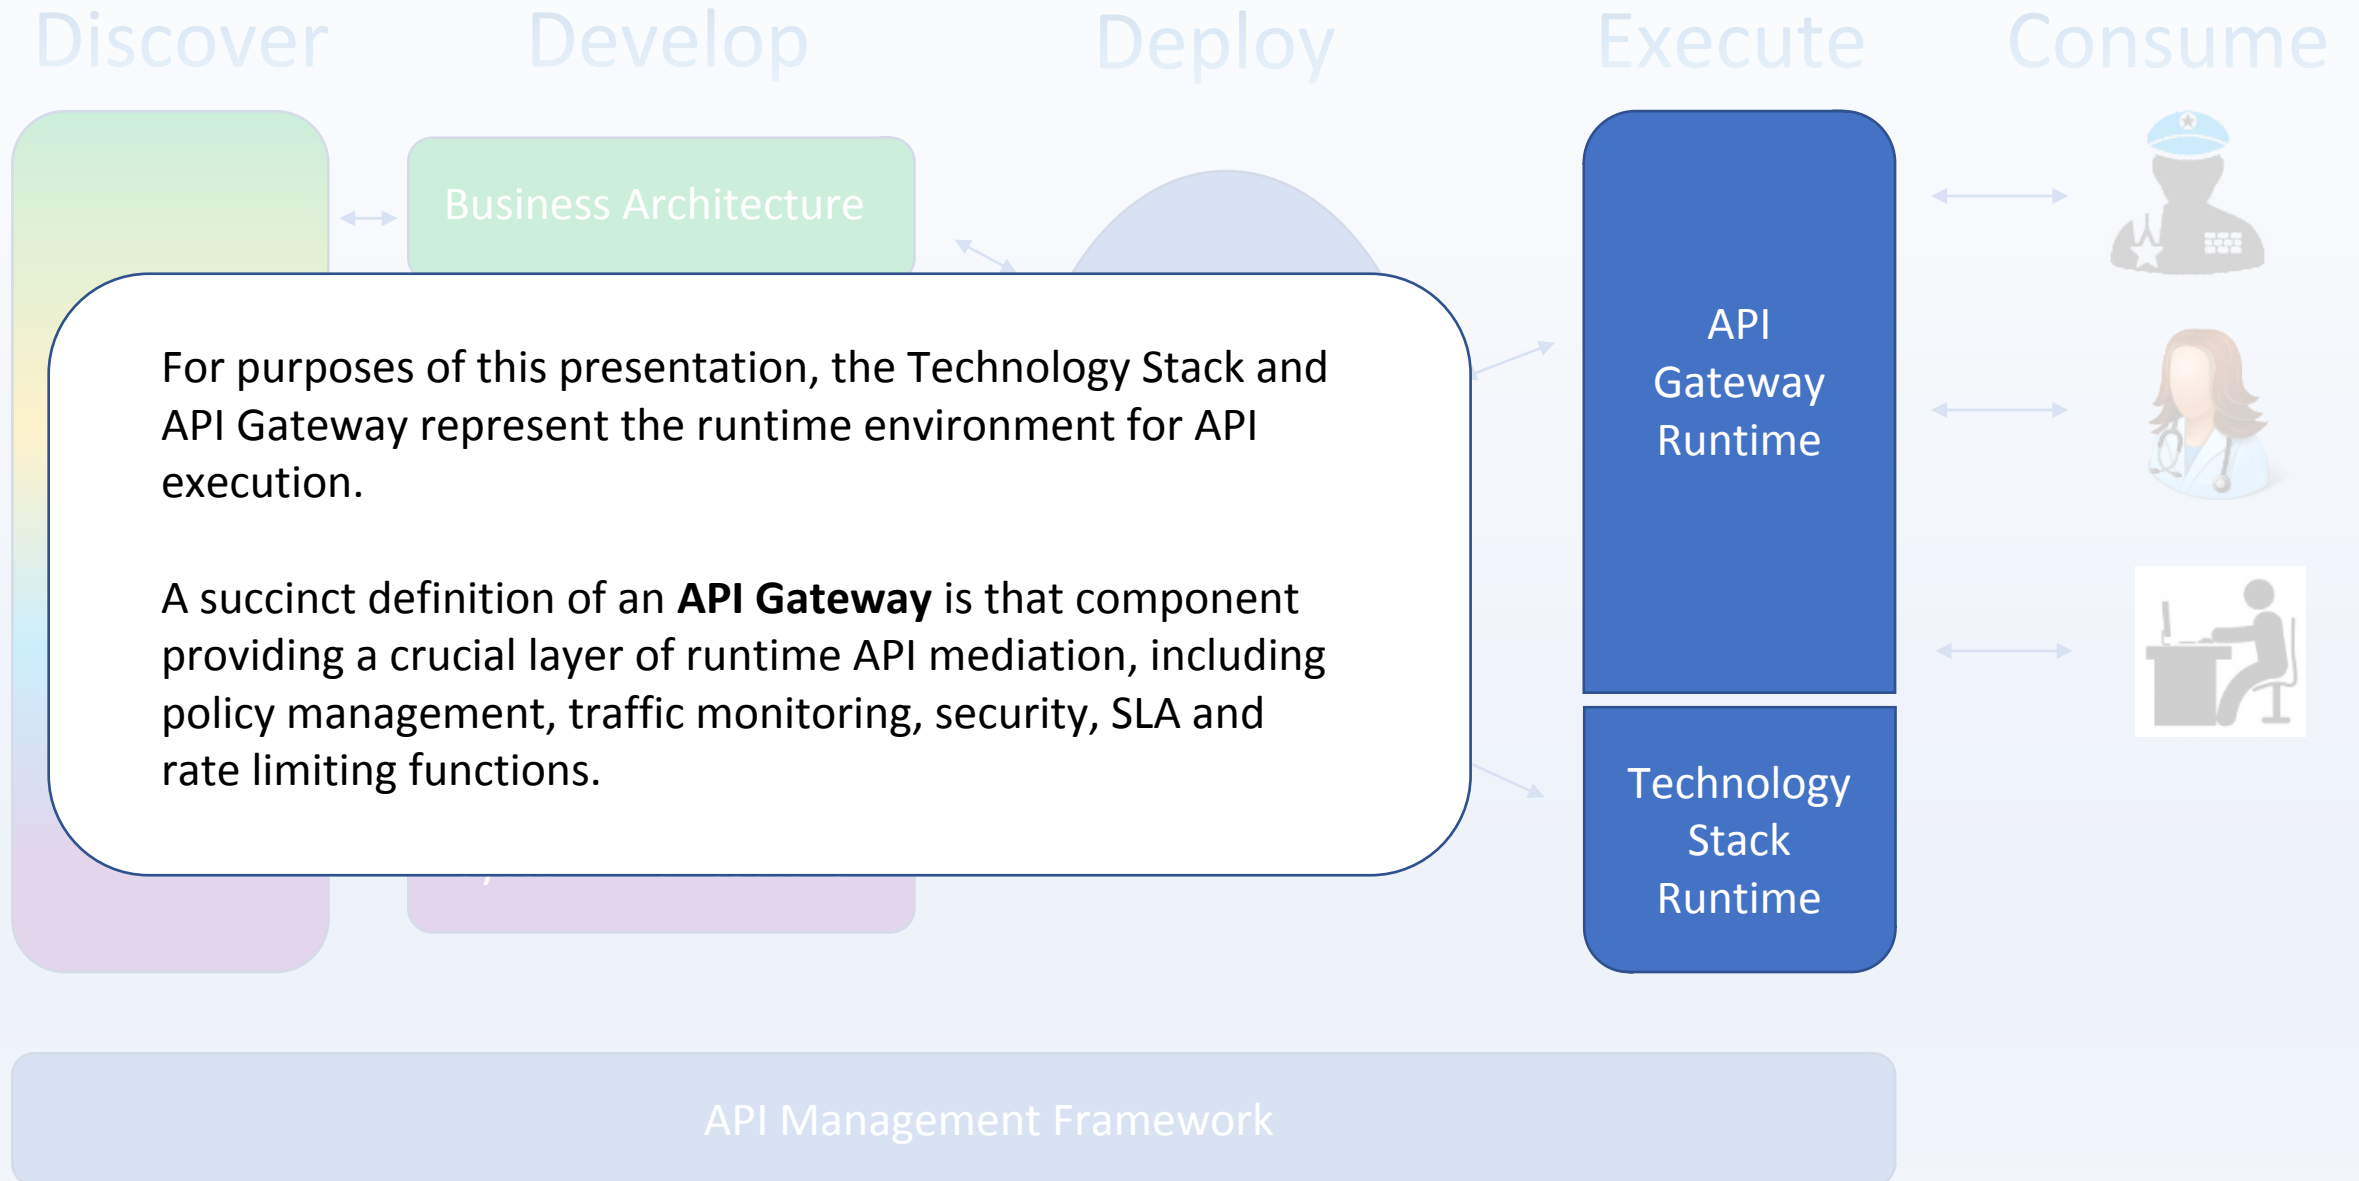 Discover
Develop
Deploy
Execute
Consume
Business Architecture
For purposes of this presentation, the Technology Stack and
API Gateway represent the runtime environment for API
execution.
A succinct definition of an API Gateway is that component
providing a crucial layer of runtime API mediation, including
policy management, traffic monitoring, security, SLA and
rate limiting functions.
API
Gateway
Runtime
Technology
Stack
Runtime
API Management Framework